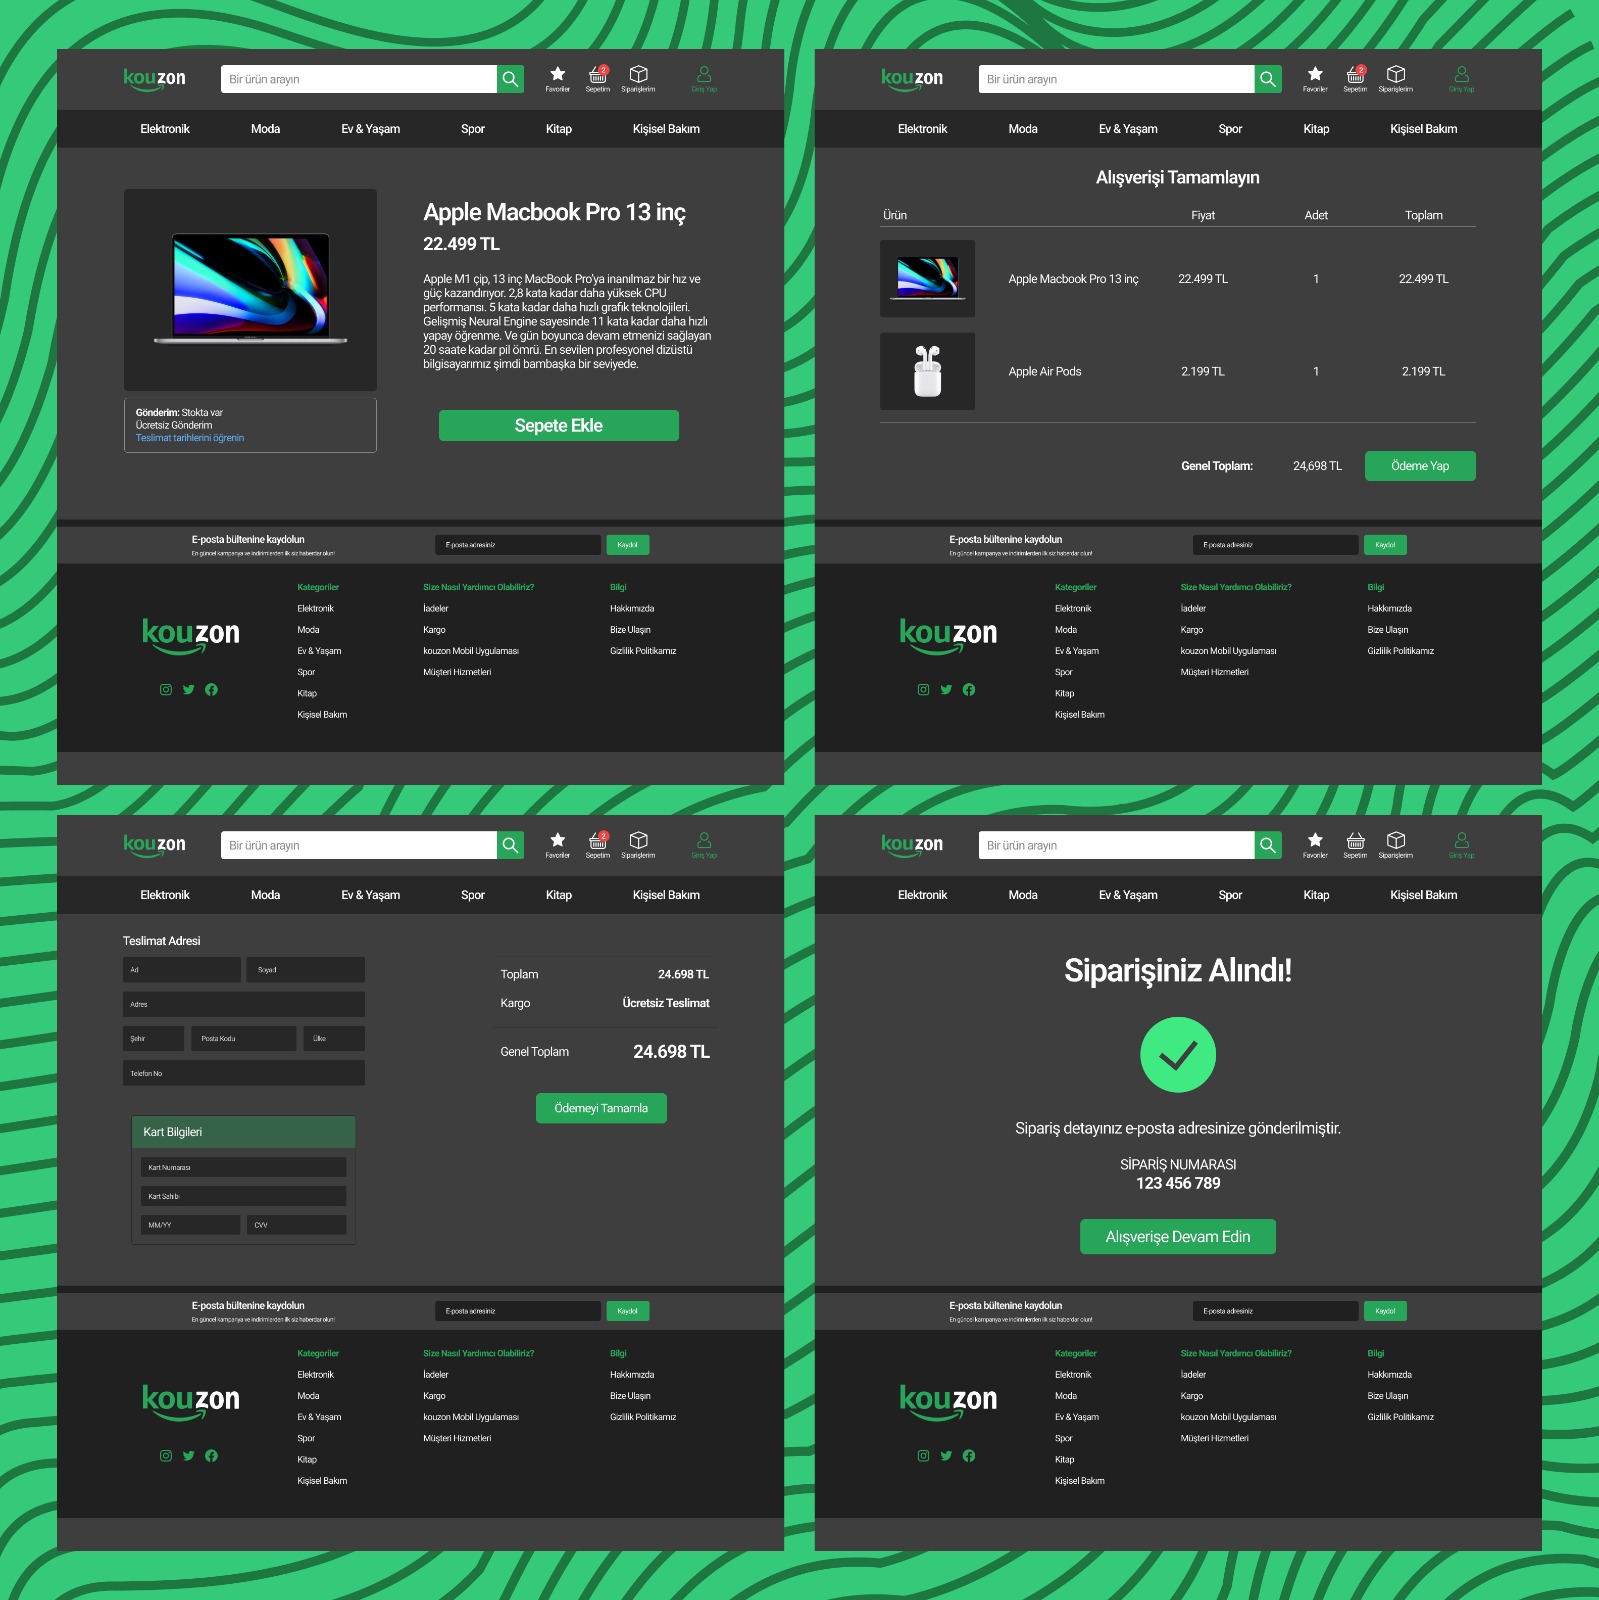 kouzon
Bir ürün arayın
Favoriler
2
Sepetim
Siparişlerim
Giriş Yap
Elektronik
Moda
Ev & Yaşam
Spor
Kitap
Kişisel Bakım
Apple Macbook Pro 13 inç
22.499 TL
Apple M1 çip, 13 inç MacBook Pro'ya inanılmaz bir hız ve
güç kazandırıyor. 2,8 kata kadar daha yüksek CPU
performansı. 5 kata kadar daha hızlı grafik teknolojileri.
Gelişmiş Neural Engine sayesinde 11 kata kadar daha hızlı
yapay öğrenme. Ve gün boyunca devam etmenizi sağlayan
20 saate kadar pil ömrü. En sevilen profesyonel dizüstü
bilgisayarımız şimdi bambaşka bir seviyede.
Gönderim: Stokta var
Ücretsiz Gönderim
Teslimat tarihlerini öğrenin
Sepete Ekle
E-posta bültenine kaydolun
En güncel kampanya ve indirimlerden ilk siz haberdar olun!
E-posta adresiniz
Kaydol
kouzon
Kategoriler
Elektronik
Moda
Ev & Yaşam
Spor
Kitap
Kişisel Bakım
Size Nasıl Yardımcı Olabiliriz?
İadeler
Kargo
kouzon Mobil Uygulaması
Müşteri Hizmetleri
Bilgi
Hakkımızda
Bize Ulaşın
Gizlilik Politikamız
kouzon
Bir ürün arayın
Favoriler
2
Sepetim
Siparişlerim
Giriş Yap
Elektronik
Moda
Ev & Yaşam
Spor
Kitap
Kişisel Bakım
Alışverişi Tamamlayın
Ürün Fiyat Adet Toplam
Apple Macbook Pro 13 inç 22.499 TL 1 22.499 TL
Apple Air Pods 2.199 TL 1 2.199 TL
Genel Toplam: 24,698 TL
Ödeme Yap
E-posta bültenine kaydolun
En güncel kampanya ve indirimlerden ilk siz haberdar olun!
E-posta adresiniz
Kaydol
kouzon
Kategoriler
Elektronik
Moda
Ev & Yaşam
Spor
Kitap
Kişisel Bakım
Size Nasıl Yardımcı Olabiliriz?
İadeler
Kargo
kouzon Mobil Uygulaması
Müşteri Hizmetleri
Bilgi
Hakkımızda
Bize Ulaşın
Gizlilik Politikamız
kouzon
Bir ürün arayın
Favoriler
2
Sepetim
Siparişlerim
Giriş Yap
Elektronik
Moda
Ev & Yaşam
Spor
Kitap
Kişisel Bakım
Teslimat Adresi
Ad
Soyad
Adres
Şehir
Posta Kodu
Ülke
Telefon No
Kart Bilgileri
Kart Numarası
Kart Sahibi
MM/YY
CVV
Toplam 24.698 TL
Kargo Ücretsiz Teslimat
Genel Toplam 24.698 TL
Ödemeyi Tamamla
E-posta bültenine kaydolun
En güncel kampanya ve indirimlerden ilk siz haberdar olun!
E-posta adresiniz
Kaydol
kouzon
Kategoriler
Elektronik
Moda
Ev & Yaşam
Spor
Kitap
Kişisel Bakım
Size Nasıl Yardımcı Olabiliriz?
İadeler
Kargo
kouzon Mobil Uygulaması
Müşteri Hizmetleri
Bilgi
Hakkımızda
Bize Ulaşın
Gizlilik Politikamız
kouzon
Bir ürün arayın
Favoriler
Sepetim
Siparişlerim
Giriş Yap
Elektronik
Moda
Ev & Yaşam
Spor
Kitap
Kişisel Bakım
Siparişiniz Alındı!
Sipariş detayınız e-posta adresinize gönderilmiştir.
SİPARİŞ NUMARASI
123 456 789
Alışverişe Devam Edin
E-posta bültenine kaydolun
En güncel kampanya ve indirimlerden ilk siz haberdar olun!
E-posta adresiniz
Kaydol
kouzon
Kategoriler
Elektronik
Moda
Ev & Yaşam
Spor
Kitap
Kişisel Bakım
Size Nasıl Yardımcı Olabiliriz?
İadeler
Kargo
kouzon Mobil Uygulaması
Müşteri Hizmetleri
Bilgi
Hakkımızda
Bize Ulaşın
Gizlilik Politikamız